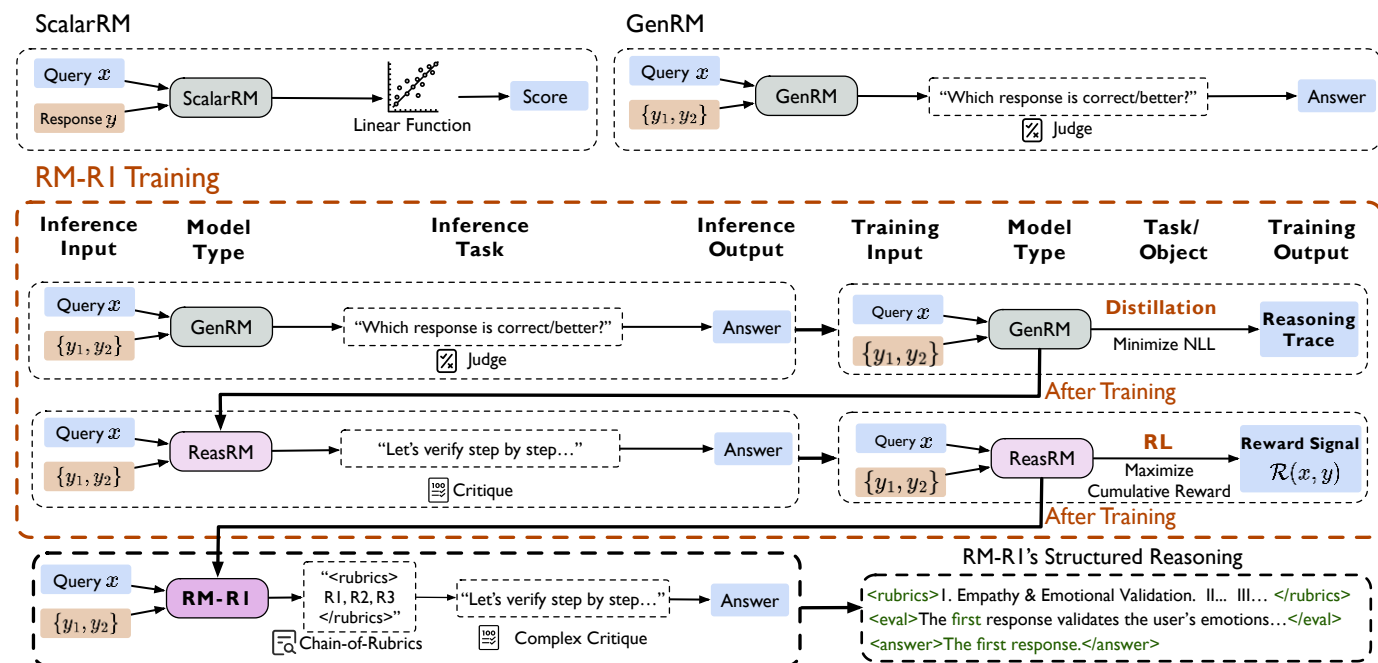 ScalarRM
Query x
Response y
ScalarRM
Linear Function
Score
GenRM
Query x
{y₁, y₂}
GenRM
“Which response is correct/better?”
Judge
Answer
RM-R1 Training
Inference
Input
Model
Type
Inference
Task
Inference
Output
Training
Input
Model
Type
Task/
Object
Training
Output
Query x
{y₁, y₂}
GenRM
“Which response is correct/better?”
Judge
Answer
Query x
{y₁, y₂}
GenRM
Distillation
Minimize NLL
Reasoning
Trace
After Training
Query x
{y₁, y₂}
ReasRM
“Let’s verify step by step…”
100
Critique
Answer
Query x
{y₁, y₂}
ReasRM
RL
Maximize
Cumulative Reward
Reward Signal
R(x, y)
After Training
Query x
{y₁, y₂}
RM-R1
“<rubrics>
R1, R2, R3
</rubrics>”
Chain-of-Rubrics
“Let’s verify step by step…”
100
Complex Critique
Answer
RM-R1’s Structured Reasoning
<rubrics>I. Empathy & Emotional Validation. II... III… </rubrics>
<eval>The first response validates the user’s emotions…</eval>
<answer>The first response.</answer>